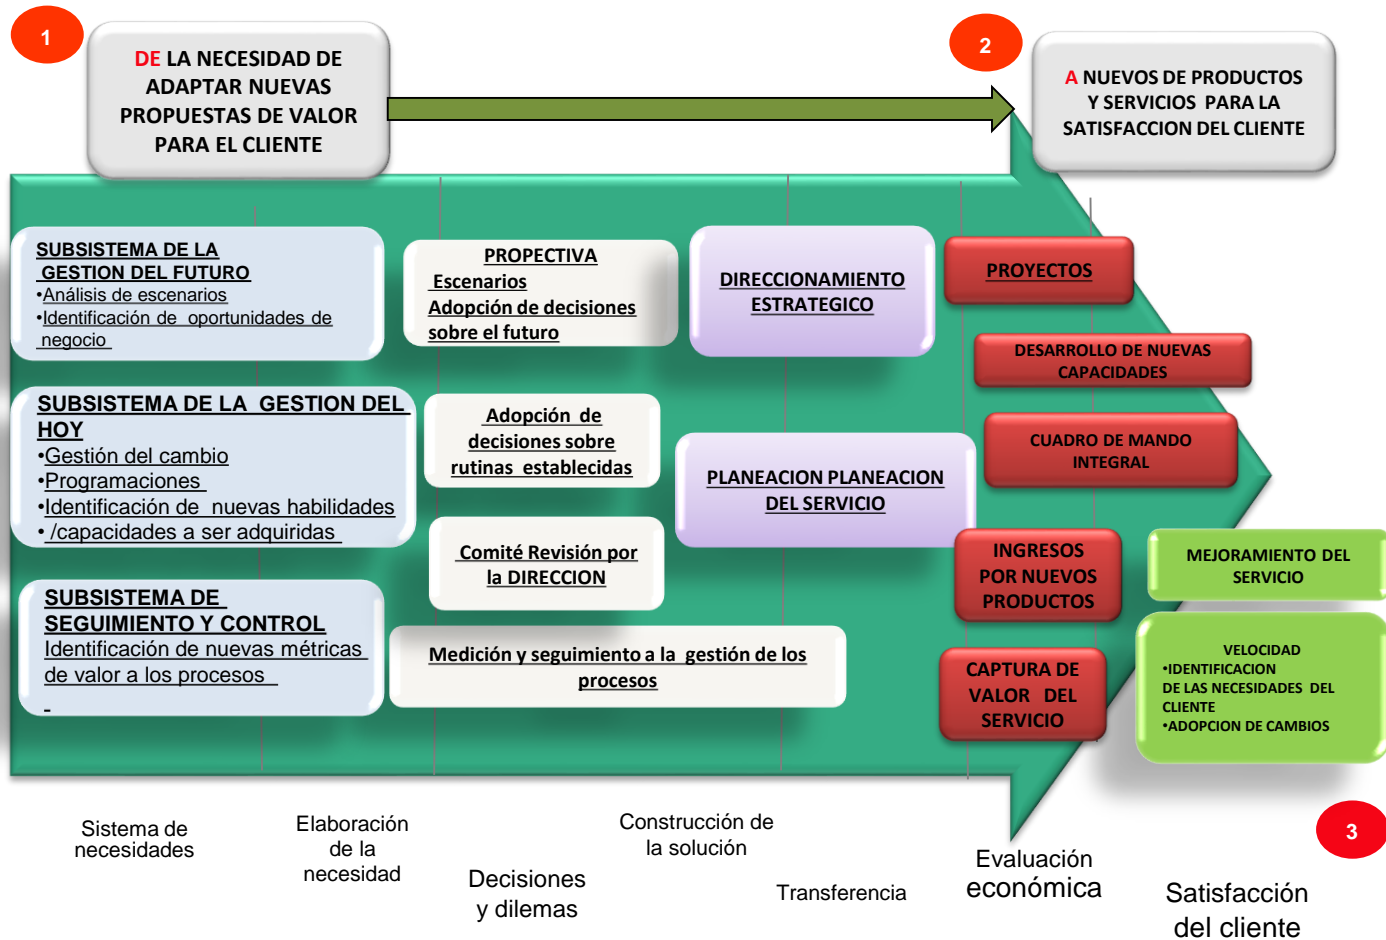 1
DE LA NECESIDAD DE
ADAPTAR NUEVAS
PROPUESTAS DE VALOR
PARA EL CLIENTE
2
A NUEVOS DE PRODUCTOS
Y SERVICIOS PARA LA
SATISFACCION DEL CLIENTE
SUBSISTEMA DE LA
GESTION DEL FUTURO
•Análisis de escenarios
•Identificación de oportunidades de
negocio
PROPECTIVA
Escenarios
Adopción de decisiones
sobre el futuro
DIRECCIONAMIENTO
ESTRATEGICO
PROYECTOS
DESARROLLO DE NUEVAS
CAPACIDADES
SUBSISTEMA DE LA GESTION DEL
HOY
•Gestión del cambio
•Programaciones
•Identificación de nuevas habilidades
• /capacidades a ser adquiridas
Adopción de
decisiones sobre
rutinas establecidas
PLANEACION PLANEACION
DEL SERVICIO
CUADRO DE MANDO
INTEGRAL
Comité Revisión por
la DIRECCION
INGRESOS
POR NUEVOS
PRODUCTOS
MEJORAMIENTO DEL
SERVICIO
SUBSISTEMA DE
SEGUIMIENTO Y CONTROL
Identificación de nuevas métricas
de valor a los procesos
Medición y seguimiento a la gestión de los
procesos
CAPTURA DE
VALOR DEL
SERVICIO
VELOCIDAD
•IDENTIFICACION
DE LAS NECESIDADES DEL
CLIENTE
•ADOPCION DE CAMBIOS
3
Sistema de
necesidades
Elaboración
de la
necesidad
Decisiones
y dilemas
Construcción de
la solución
Transferencia
Evaluación
económica
Satisfacción
del cliente